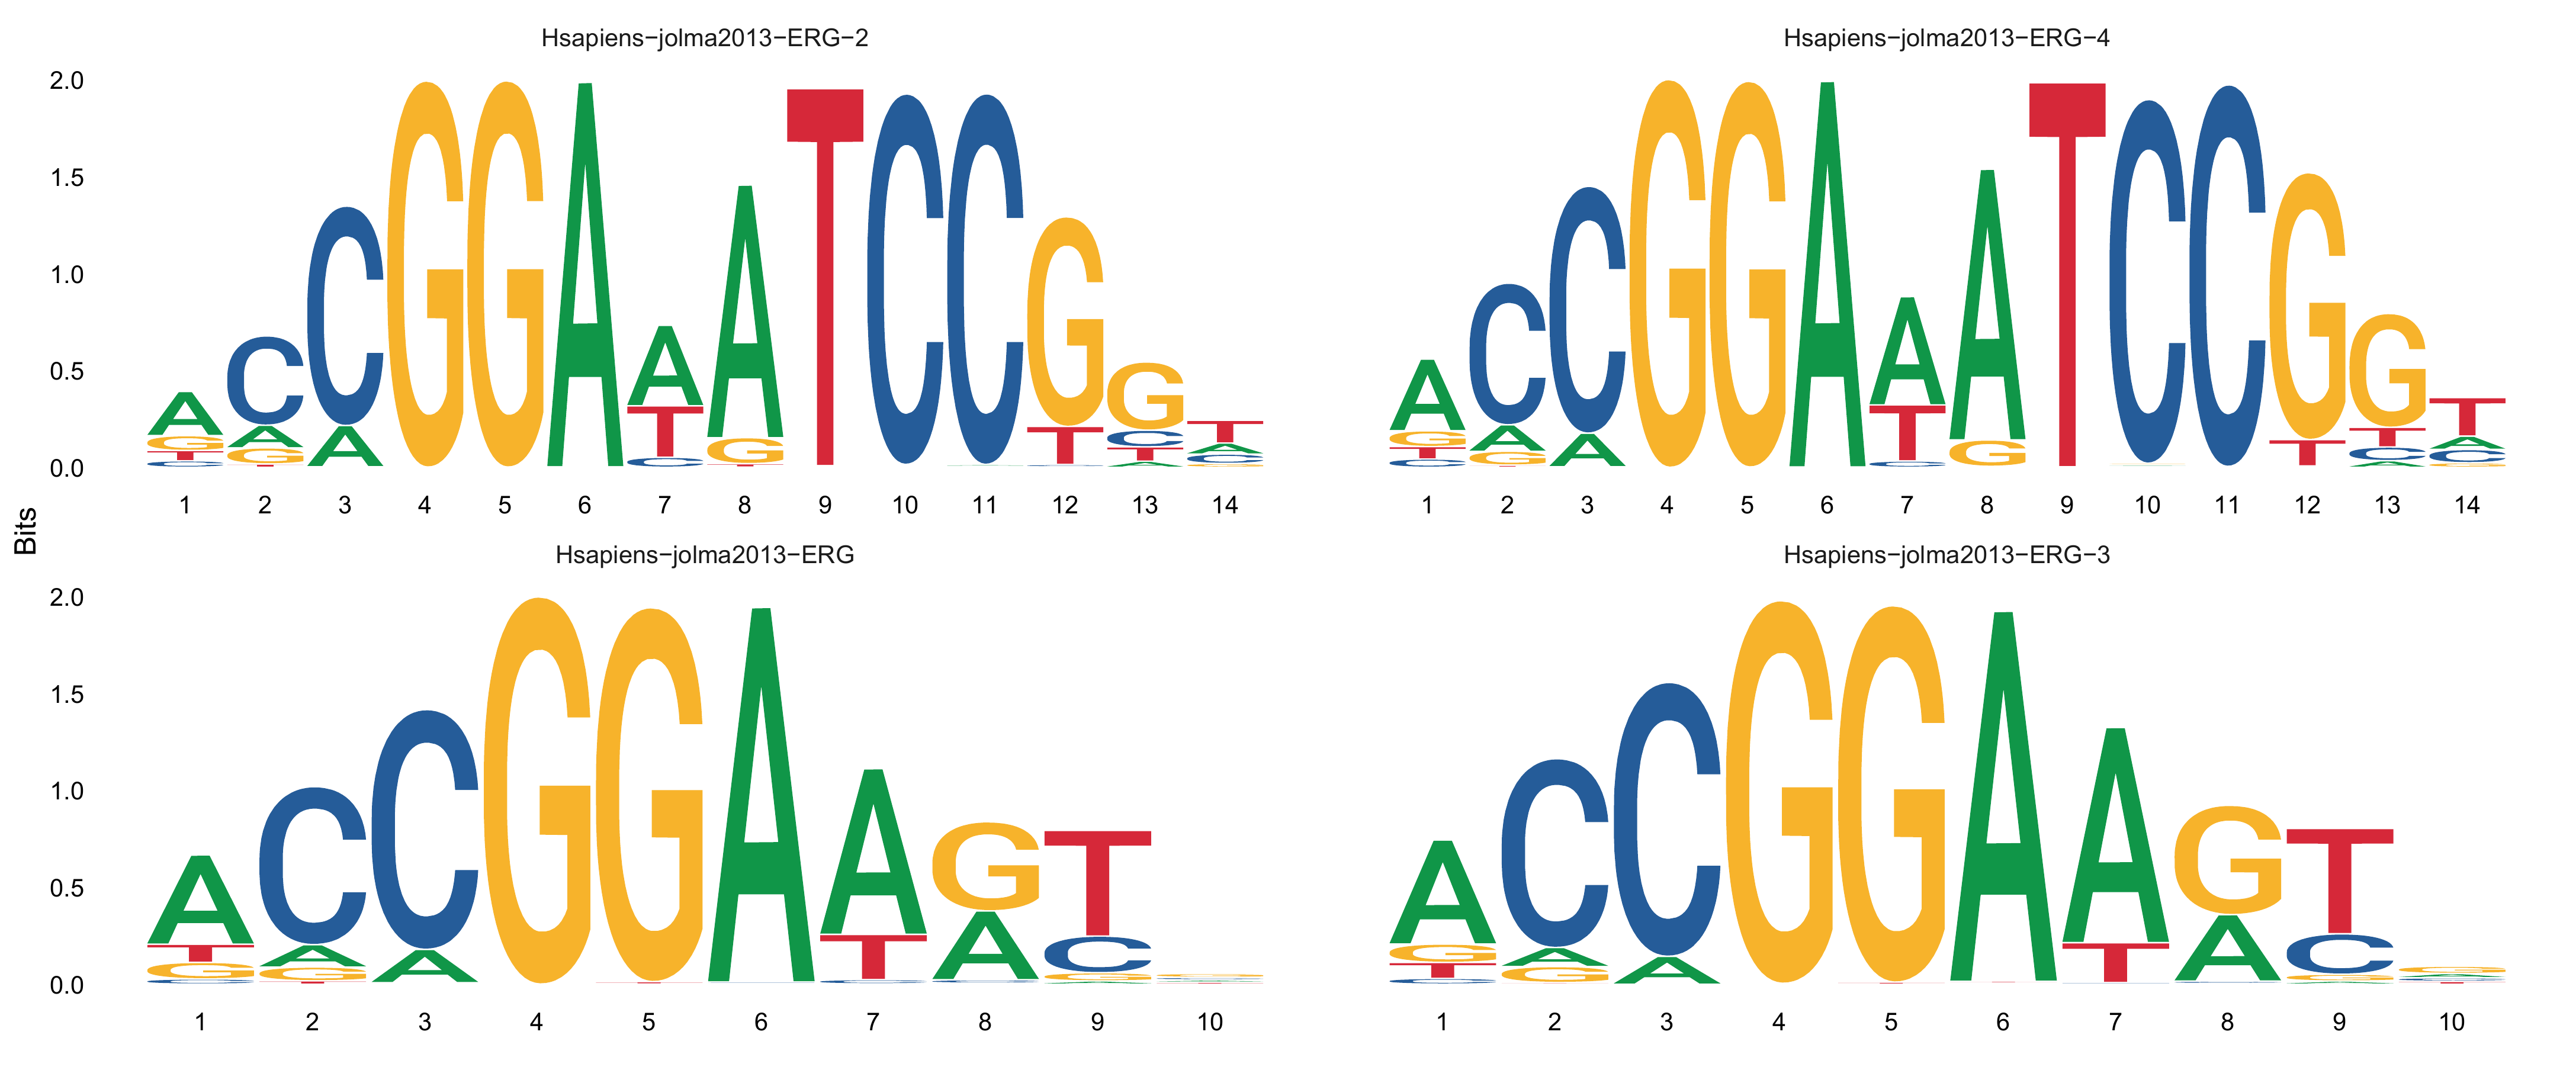 Hsapiens−jolma2013−ERG−2
2.0
1.5
1.0
0.5
0.0
1 2 3 4 5 6 7 8 9 10 11 12 13 14
Hsapiens−jolma2013−ERG−4
1 2 3 4 5 6 7 8 9 10 11 12 13 14
Bits
Hsapiens−jolma2013−ERG
2.0
1.5
1.0
0.5
0.0
1 2 3 4 5 6 7 8 9 10
Hsapiens−jolma2013−ERG−3
1 2 3 4 5 6 7 8 9 10